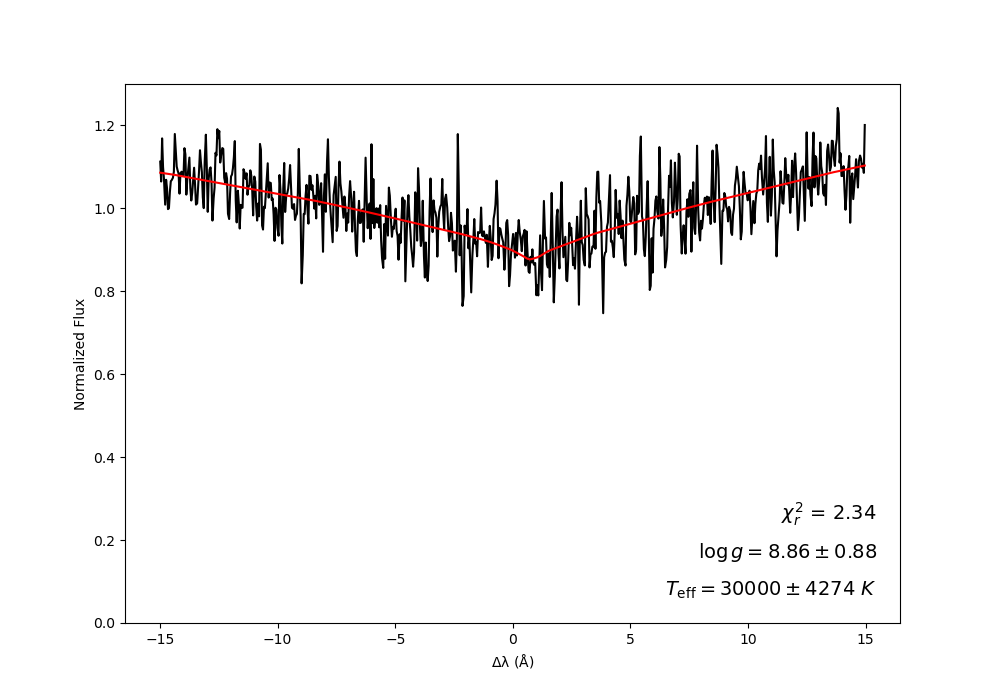 1.2
1.0
0.8
0.6
0.4
0.2
0.0
Normalized Flux
χ²ᵣ = 2.34
log g = 8.86 ± 0.88
T_eff = 30000 ± 4274 K
−15 −10 −5 0 5 10 15
Δλ (Å)